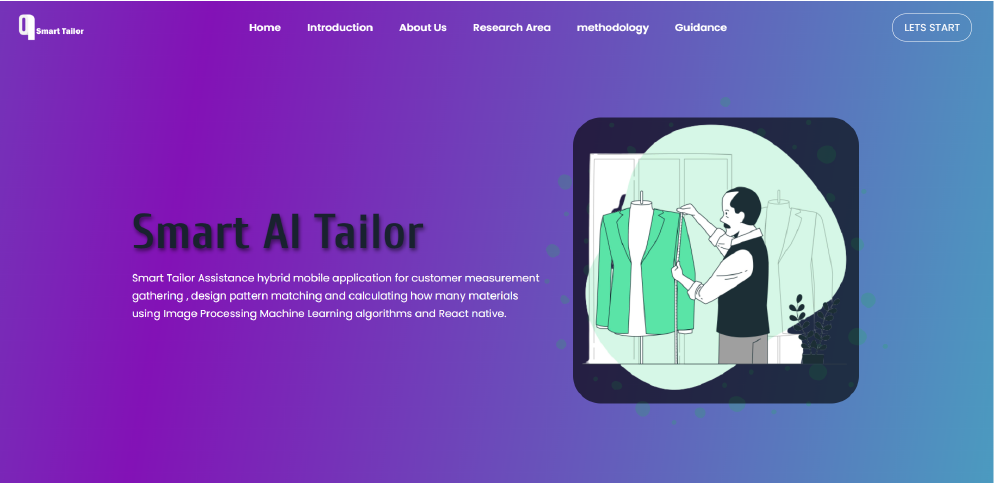 Smart Tailor
Home Introduction About Us Research Area methodology Guidance
LETS START
Smart AI Tailor
Smart Tailor Assistance hybrid mobile application for customer measurement
gathering , design pattern matching and calculating how many materials
using Image Processing Machine Learning algorithms and React native.